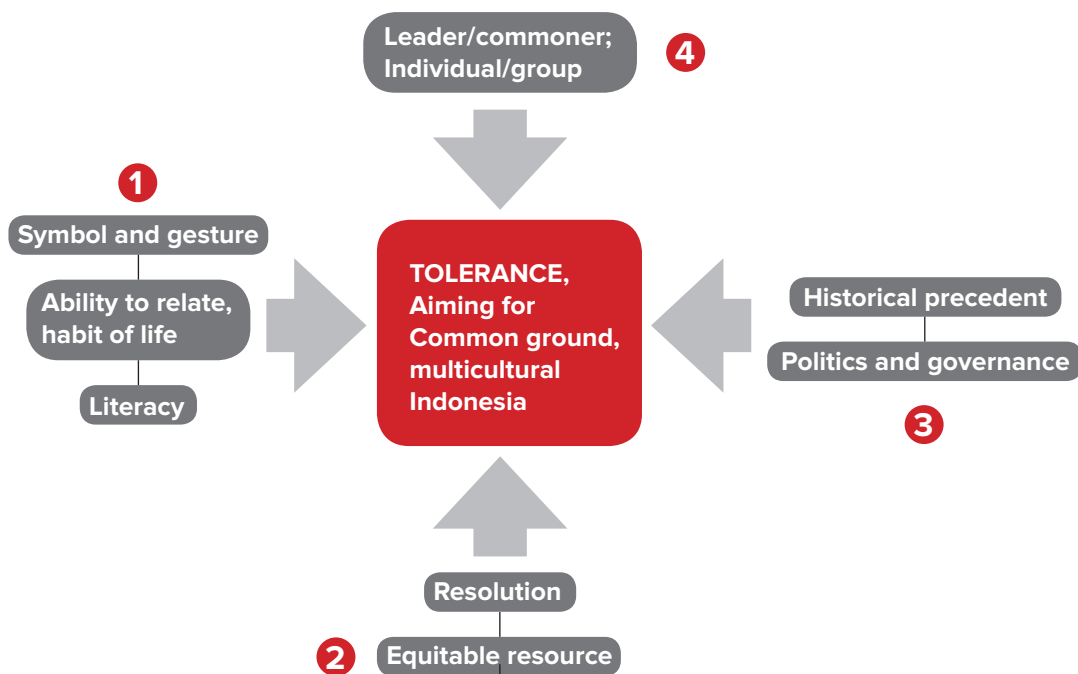 Leader/commoner;
Individual/group
4
1
Symbol and gesture
Ability to relate,
habit of life
Literacy
TOLERANCE,
Aiming for
Common ground,
multicultural
Indonesia
Historical precedent
Politics and governance
3
Resolution
2
Equitable resource